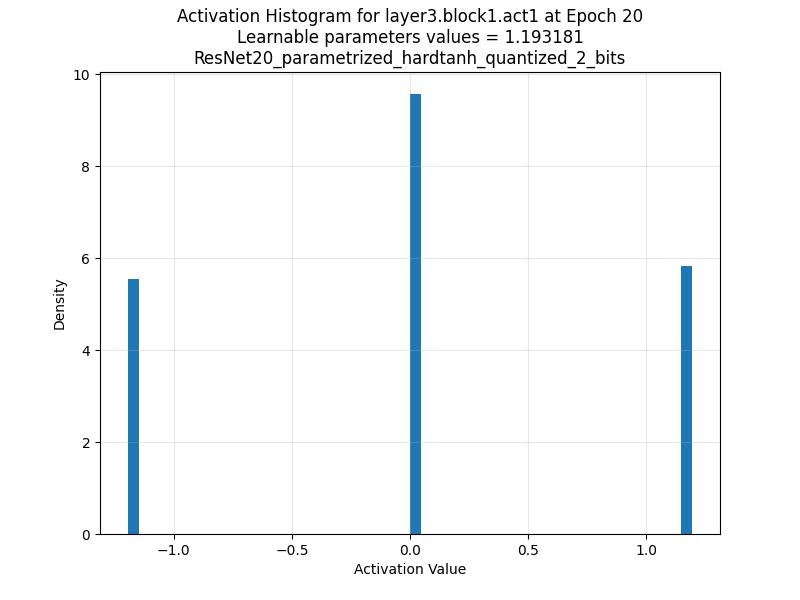 Activation Histogram for layer3.block1.act1 at Epoch 20
Learnable parameters values = 1.193181
ResNet20_parametrized_hardtanh_quantized_2_bits
10
8
6
4
2
0
Density
−1.0
−0.5
0.0
0.5
1.0
Activation Value